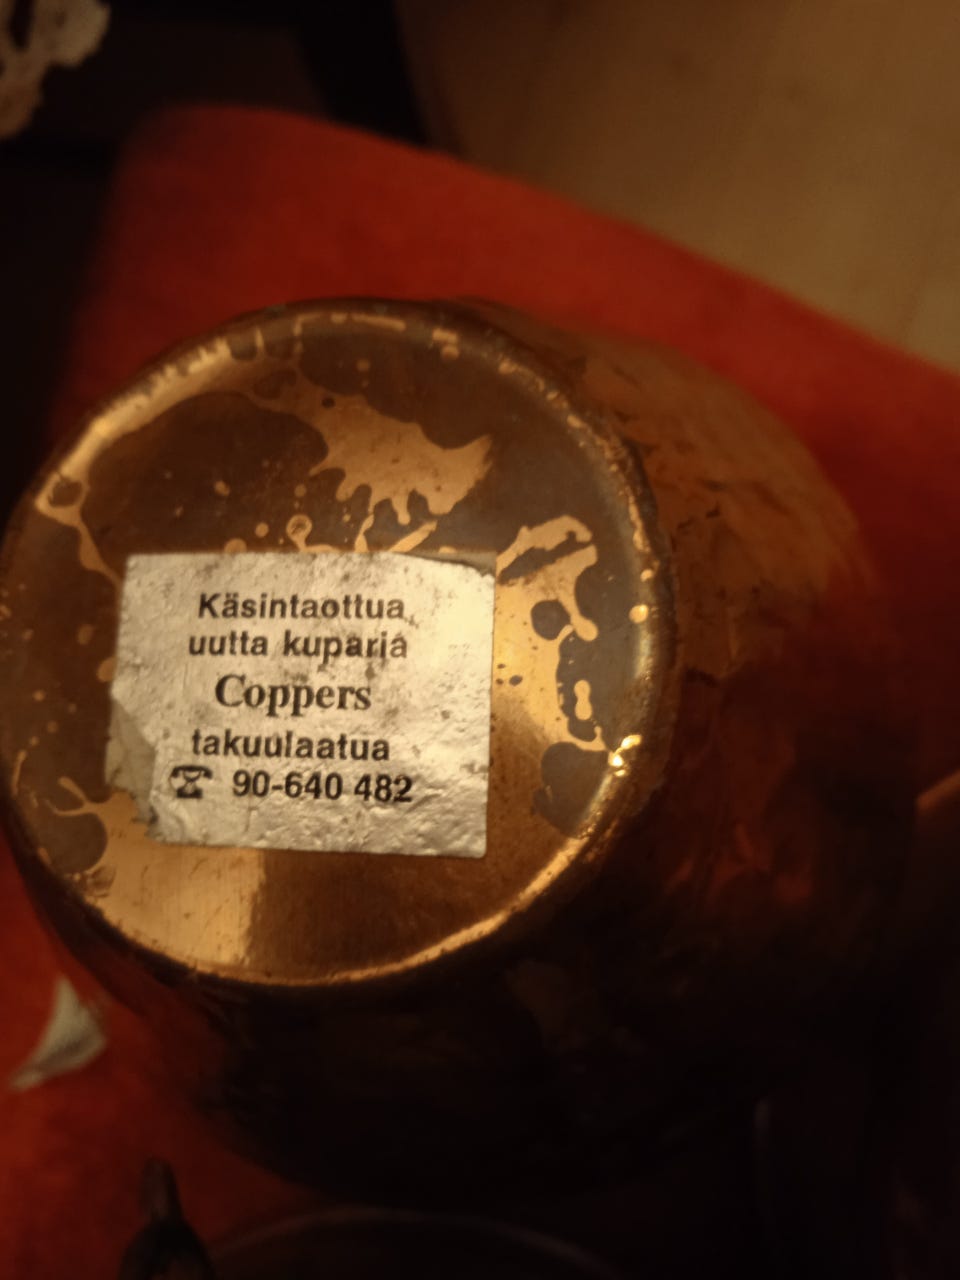 Käsintaottua
uutta kuparia
Coppers
takuulaatua
☎ 90-640 482